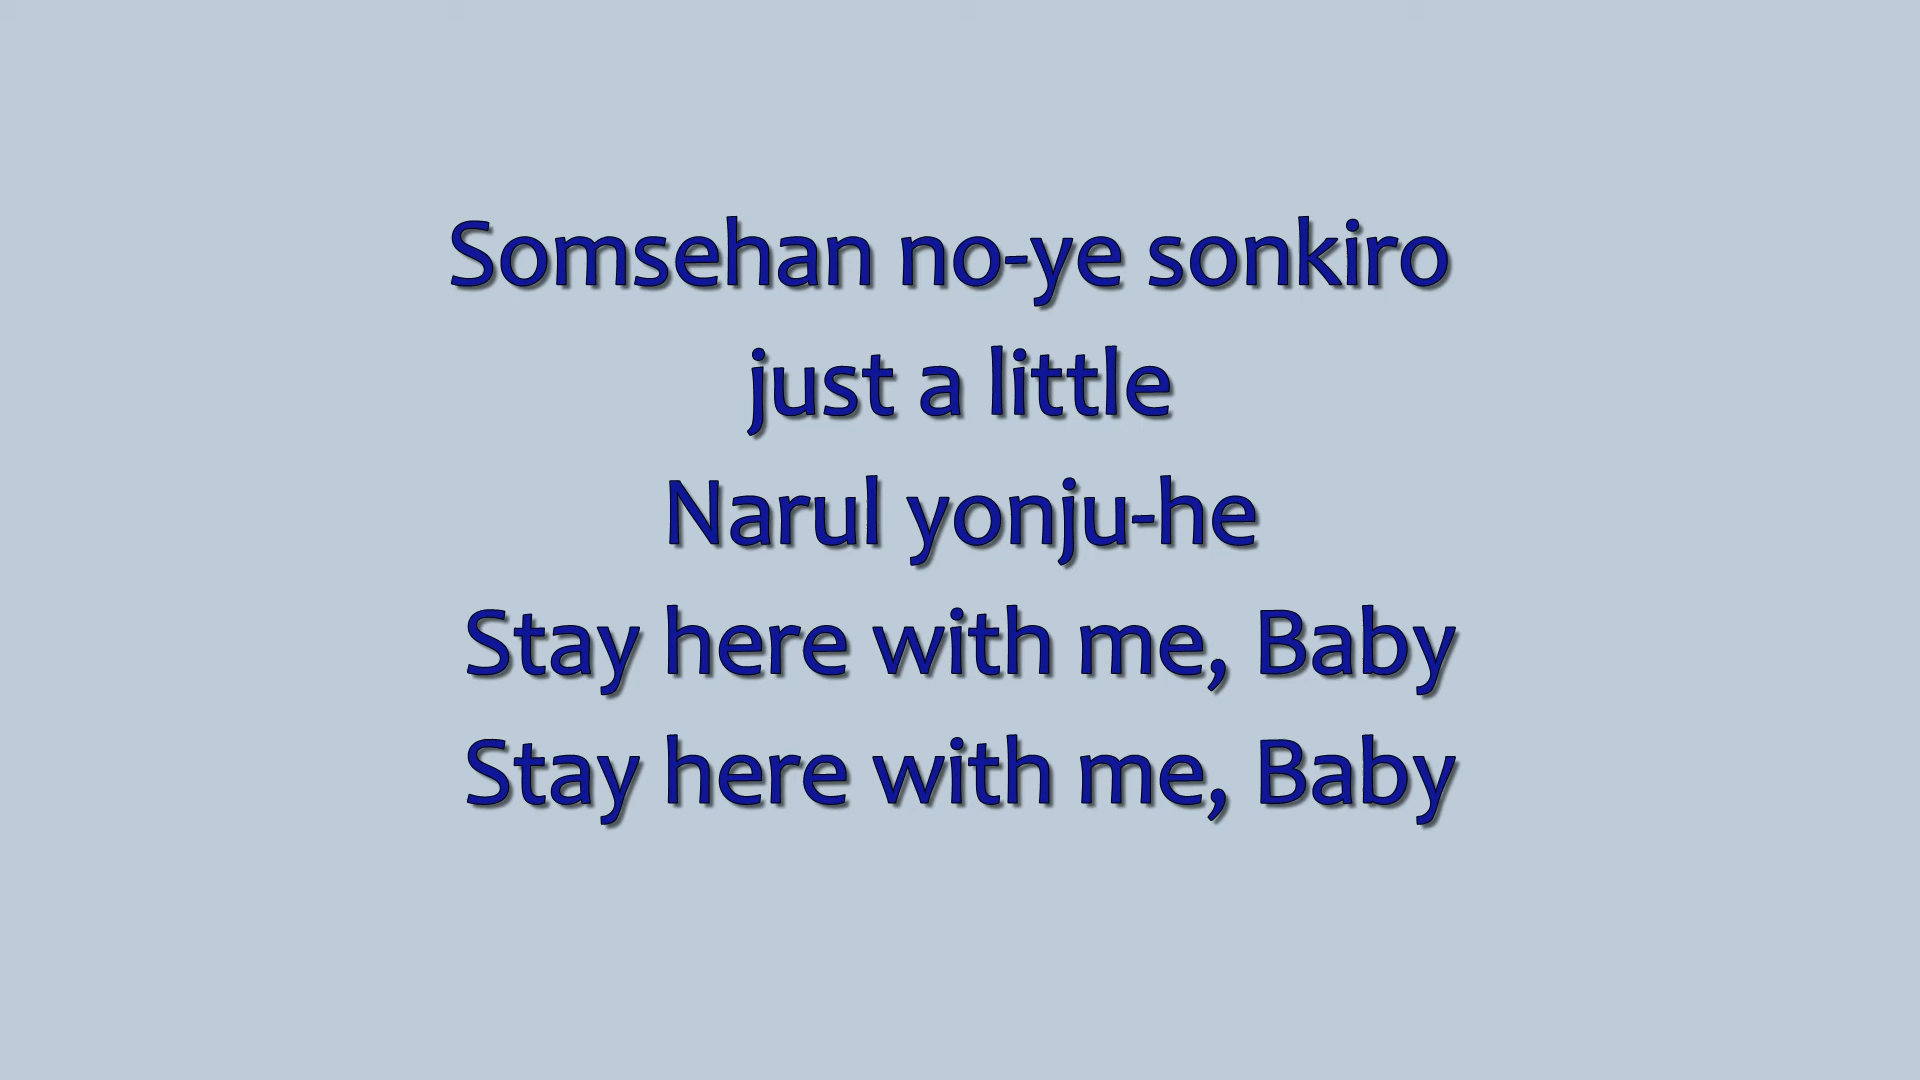 Somsehan no-ye sonkiro
just a little
Narul yonju-he
Stay here with me, Baby
Stay here with me, Baby